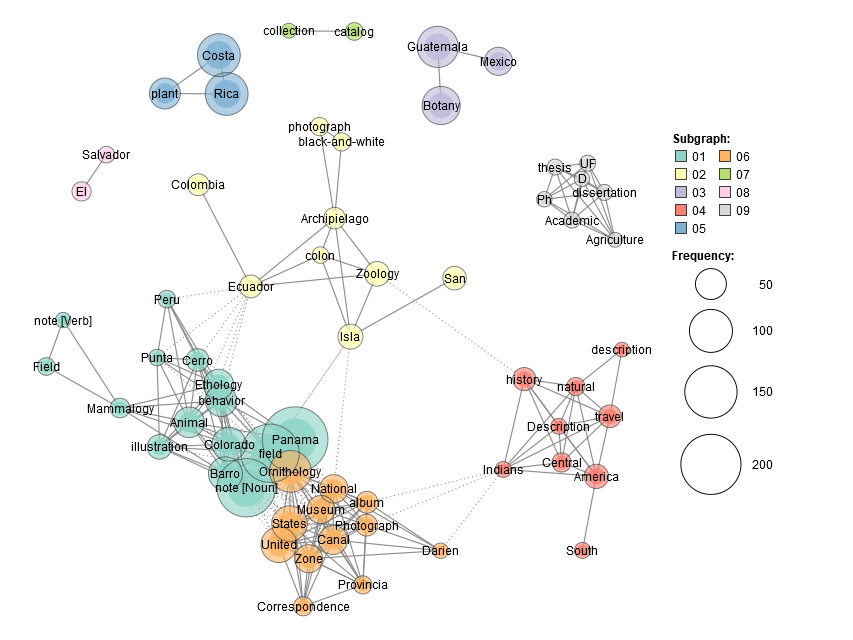 collection
catalog
Costa
Guatemala
Mexico
plant
Rica
Botany
photograph
black-and-white
Subgraph:
01 06
02 07
03 08
04 09
05
Salvador
El
Colombia
thesis
UF
D
dissertation
Ph
Academic
Agriculture
Archipielago
colon
Zoology
San
Ecuador
Frequency:
50
100
150
200
Peru
note [Verb]
Isla
Field
Punta
Cerro
Ethology
behavior
Mammalogy
Animal
illustration
Colorado
Panama
field
Barro
note [Noun]
Ornithology
description
history
natural
travel
Description
Indians
Central
America
South
National
album
Museum
States
Photograph
United
Canal
Zone
Darien
Provincia
Correspondence